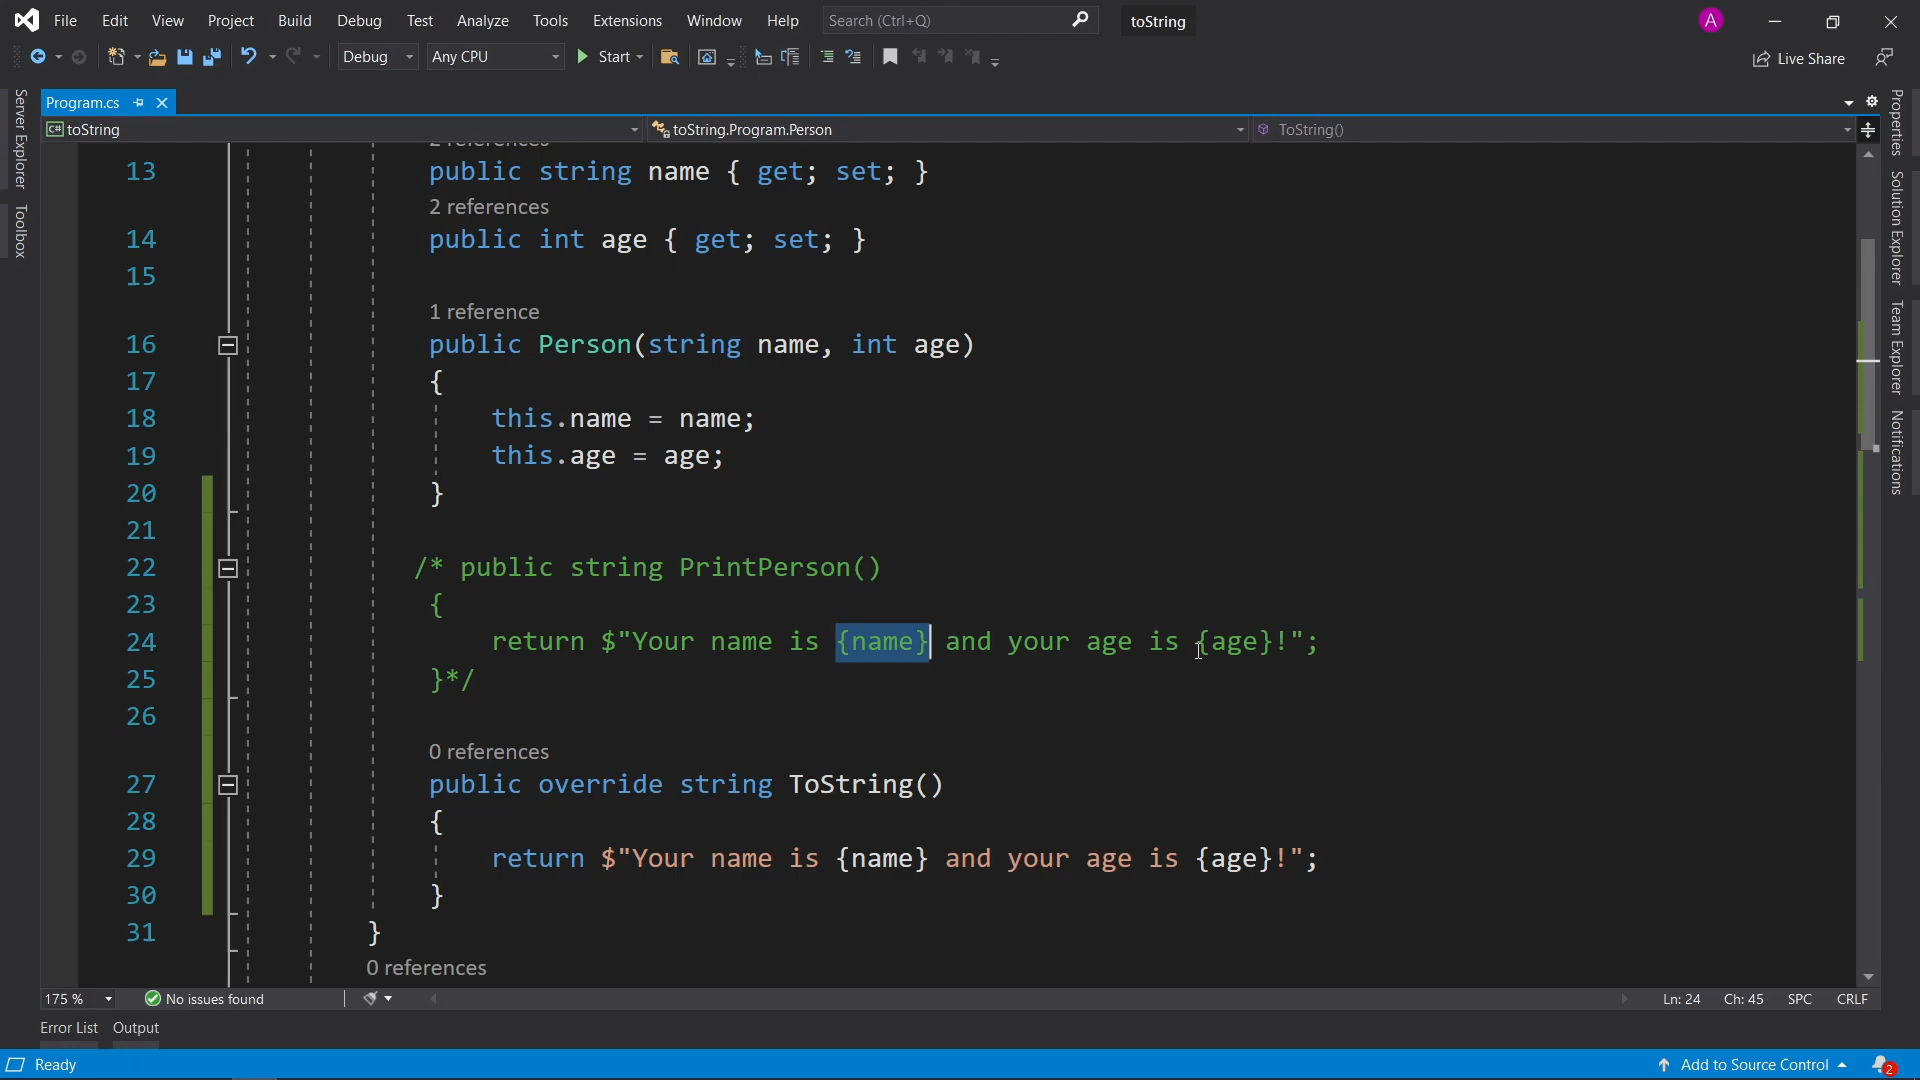 File Edit View Project Build Debug Test Analyze Tools Extensions Window Help Search (Ctrl+Q) toString A
Debug Any CPU Start Live Share
Program.cs
C# toString toString.Program.Person ToString()
Server Explorer
Toolbox
Properties
Solution Explorer
Team Explorer
Notifications
2 references
13 public string name { get; set; }
2 references
14 public int age { get; set; }
15
1 reference
16 public Person(string name, int age)
17 {
18 this.name = name;
19 this.age = age;
20 }
21
22 /* public string PrintPerson()
23 {
24 return $"Your name is {name} and your age is {age}!";
25 }*/
26
0 references
27 public override string ToString()
28 {
29 return $"Your name is {name} and your age is {age}!";
30 }
31 }
0 references
175 % No issues found Ln: 24 Ch: 45 SPC CRLF
Error List Output
Ready Add to Source Control 2